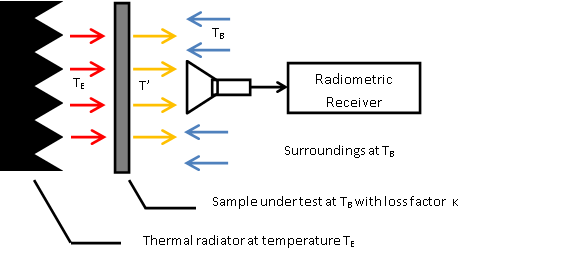 T_B
T_E
T'
Radiometric
Receiver
Surroundings at T_B
Sample under test at T_B with loss factor κ
Thermal radiator at temperature T_E